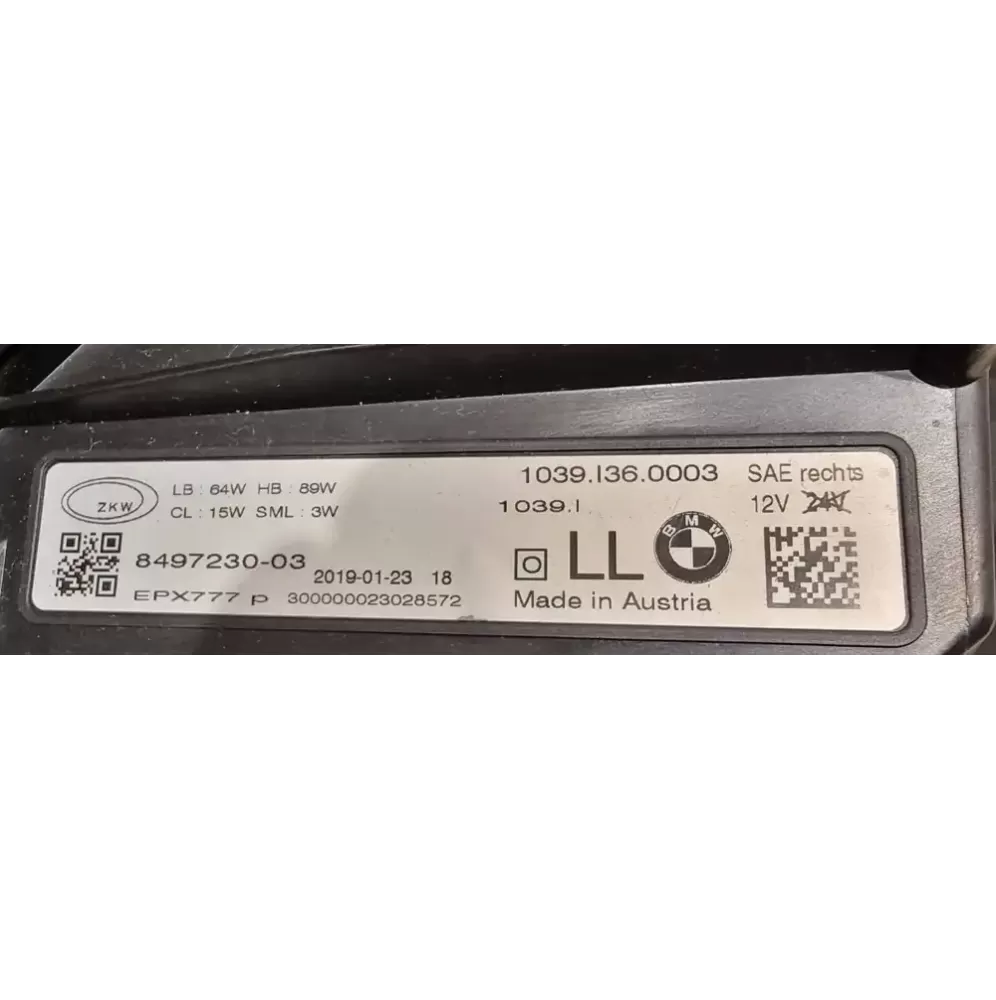 ZKW
LB : 64W HB : 89W
CL : 15W SML : 3W
8497230-03
2019-01-23 18
EPX777 p 300000023028572
1039.I36.0003 SAE rechts
1039.I 12V 24V
LL BMW
Made in Austria